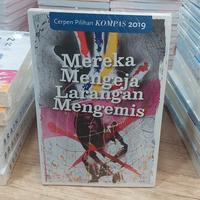 Cerpen Pilihan KOMPAS 2019
Mereka
Mengeja
Larangan
Mengemis